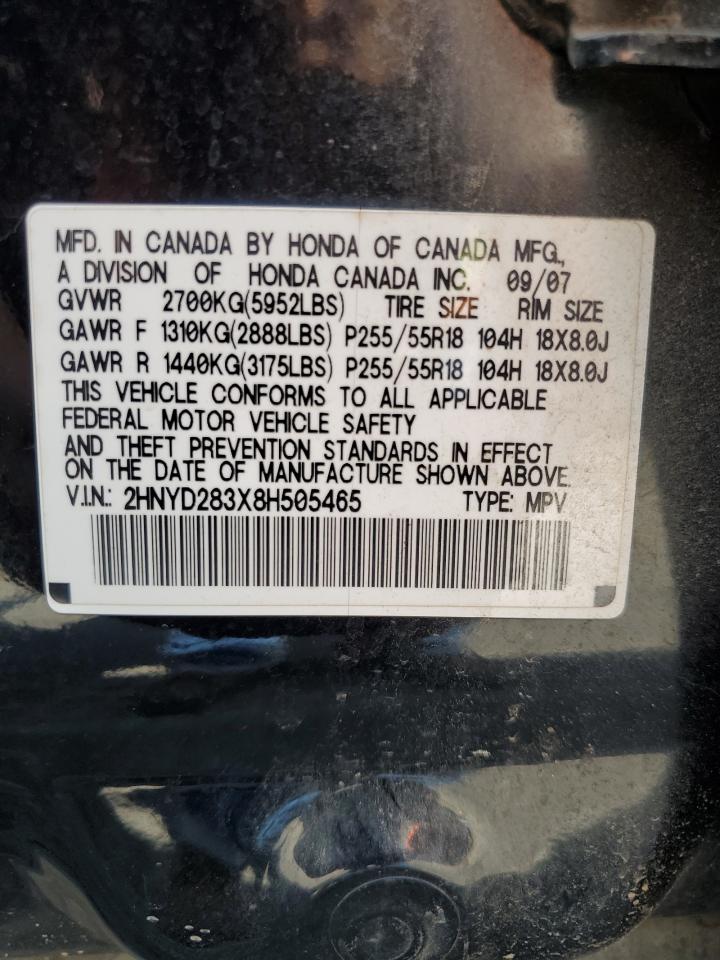 MFD. IN CANADA BY HONDA OF CANADA MFG.,
A DIVISION OF HONDA CANADA INC. 09/07
GVWR 2700KG(5952LBS) TIRE SIZE RIM SIZE
GAWR F 1310KG(2888LBS) P255/55R18 104H 18X8.0J
GAWR R 1440KG(3175LBS) P255/55R18 104H 18X8.0J
THIS VEHICLE CONFORMS TO ALL APPLICABLE
FEDERAL MOTOR VEHICLE SAFETY
AND THEFT PREVENTION STANDARDS IN EFFECT
ON THE DATE OF MANUFACTURE SHOWN ABOVE.
V.I.N.: 2HNYD283X8H505465 TYPE: MPV